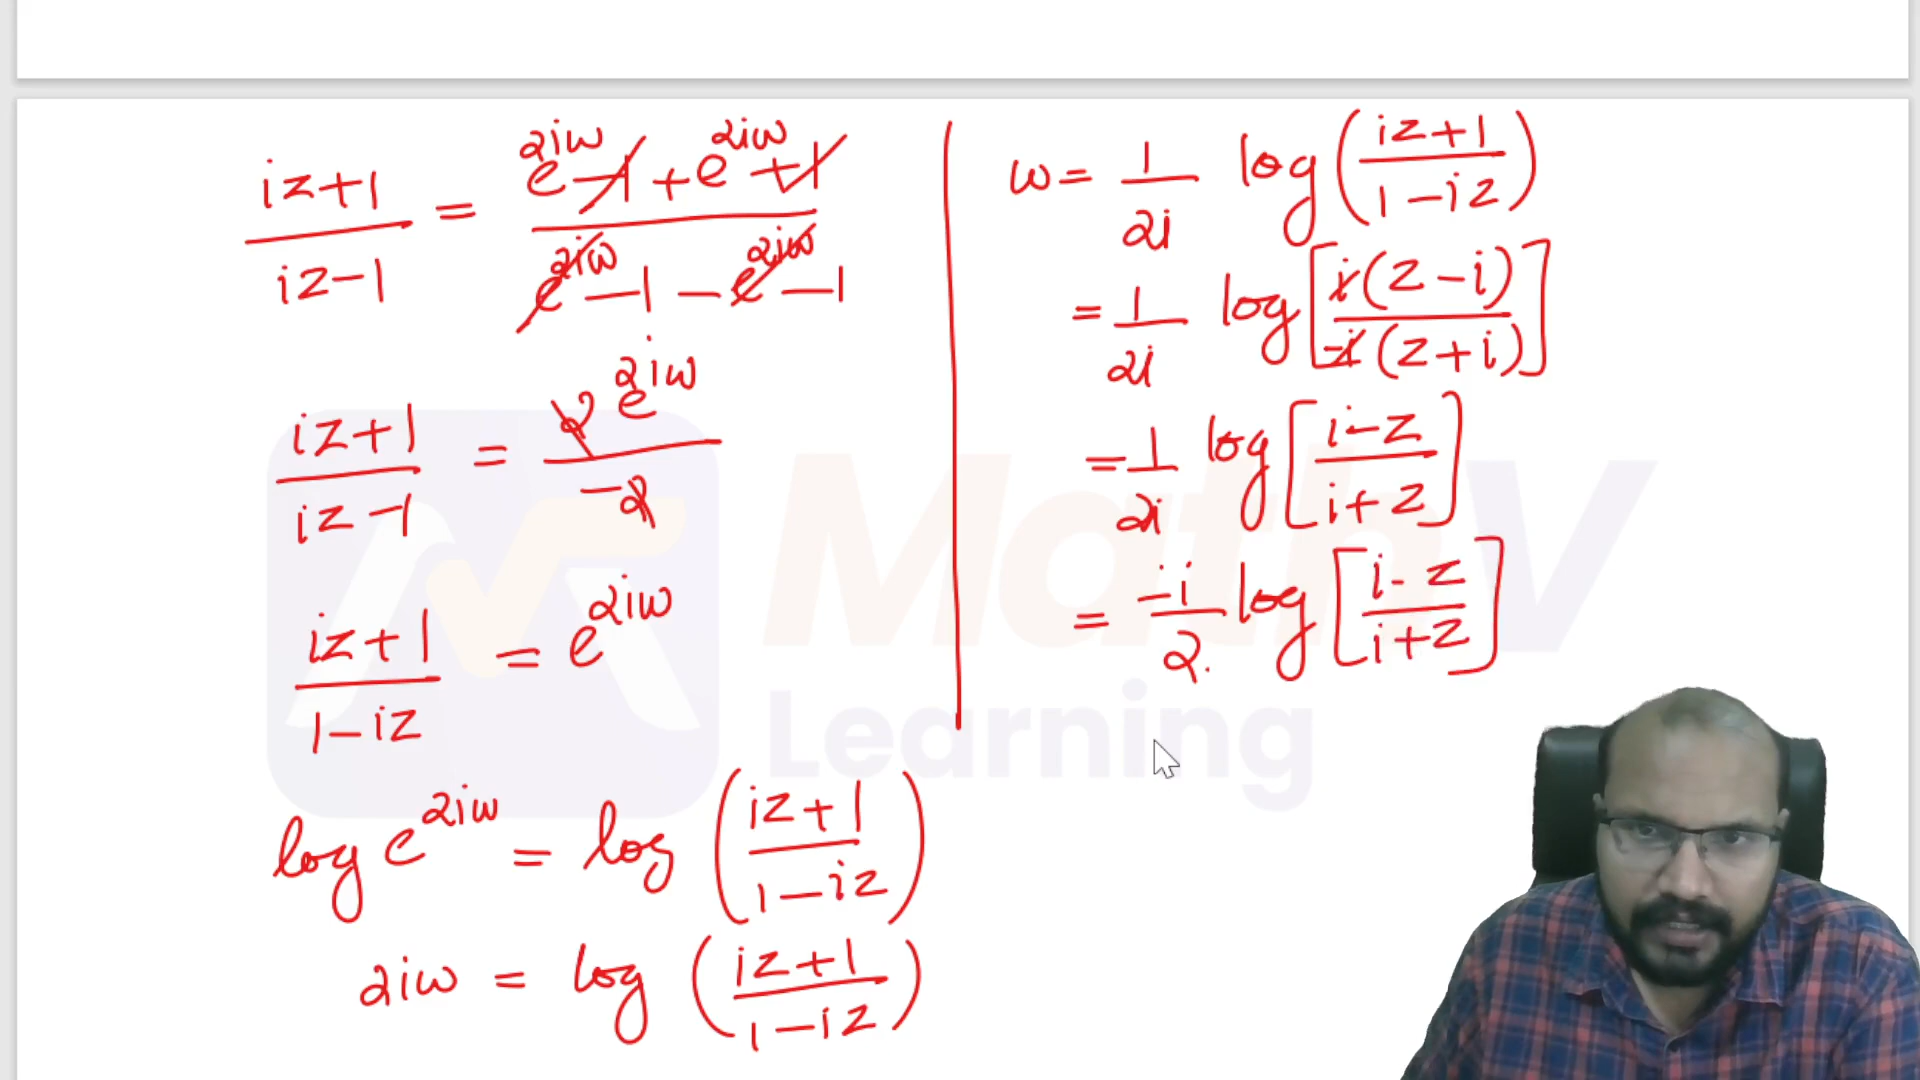 iz+1 / iz-1 = e^2iw -1 + e^2iw +1 / e^2iw -1 - e^2iw -1
iz+1 / iz-1 = 2 e^2iw / -2
iz+1 / 1-iz = e^2iw
log e^2iw = log (iz+1 / 1-iz)
2iw = log (iz+1 / 1-iz)
w = 1/2i log (iz+1 / 1-iz)
= 1/2i log [i(z-i) / -i(z+i)]
= 1/2i log [i-z / i+z]
= -i/2. log [i-z / i+z]
MathV
Learning